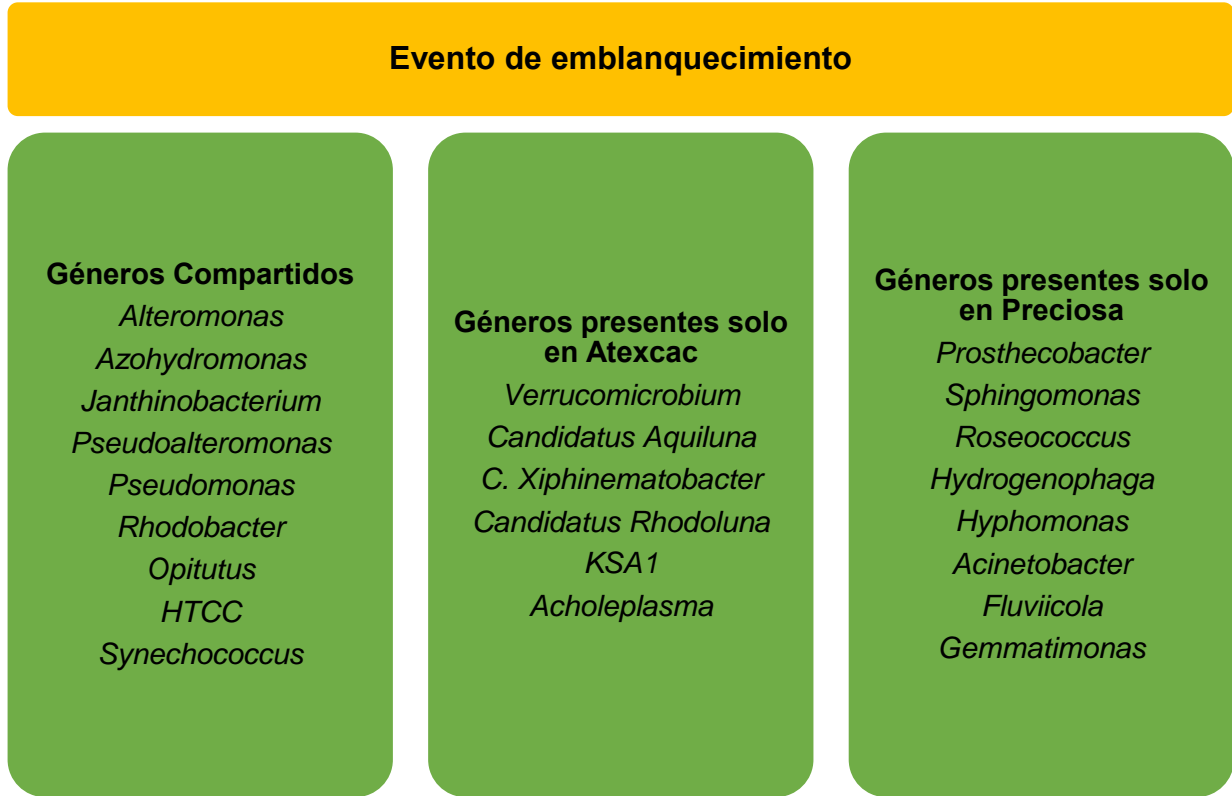 Evento de emblanquecimiento
Géneros Compartidos
Alteromonas
Azohydromonas
Janthinobacterium
Pseudoalteromonas
Pseudomonas
Rhodobacter
Opitutus
HTCC
Synechococcus
Géneros presentes solo
en Atexcac
Verrucomicrobium
Candidatus Aquiluna
C. Xiphinematobacter
Candidatus Rhodoluna
KSA1
Acholeplasma
Géneros presentes solo
en Preciosa
Prosthecobacter
Sphingomonas
Roseococcus
Hydrogenophaga
Hyphomonas
Acinetobacter
Fluviicola
Gemmatimonas